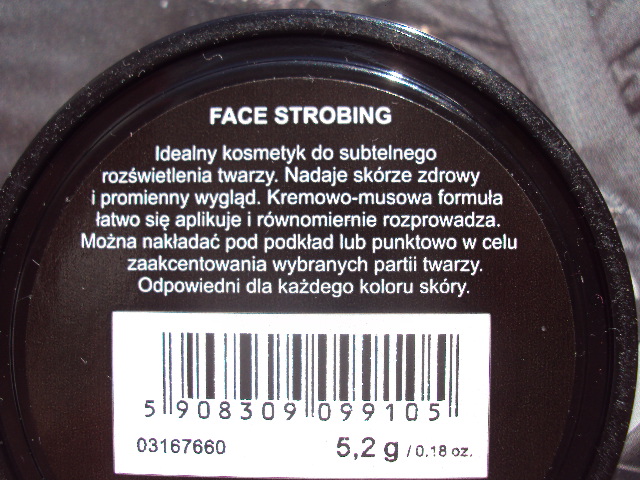 FACE STROBING
Idealny kosmetyk do subtelnego
rozświetlenia twarzy. Nadaje skórze zdrowy
i promienny wygląd. Kremowo-musowa formuła
łatwo się aplikuje i równomiernie rozprowadza.
Można nakładać pod podkład lub punktowo w celu
zaakcentowania wybranych partii twarzy.
Odpowiedni dla każdego koloru skóry.
5 908309 099105
03167660 5,2 g / 0.18 oz.